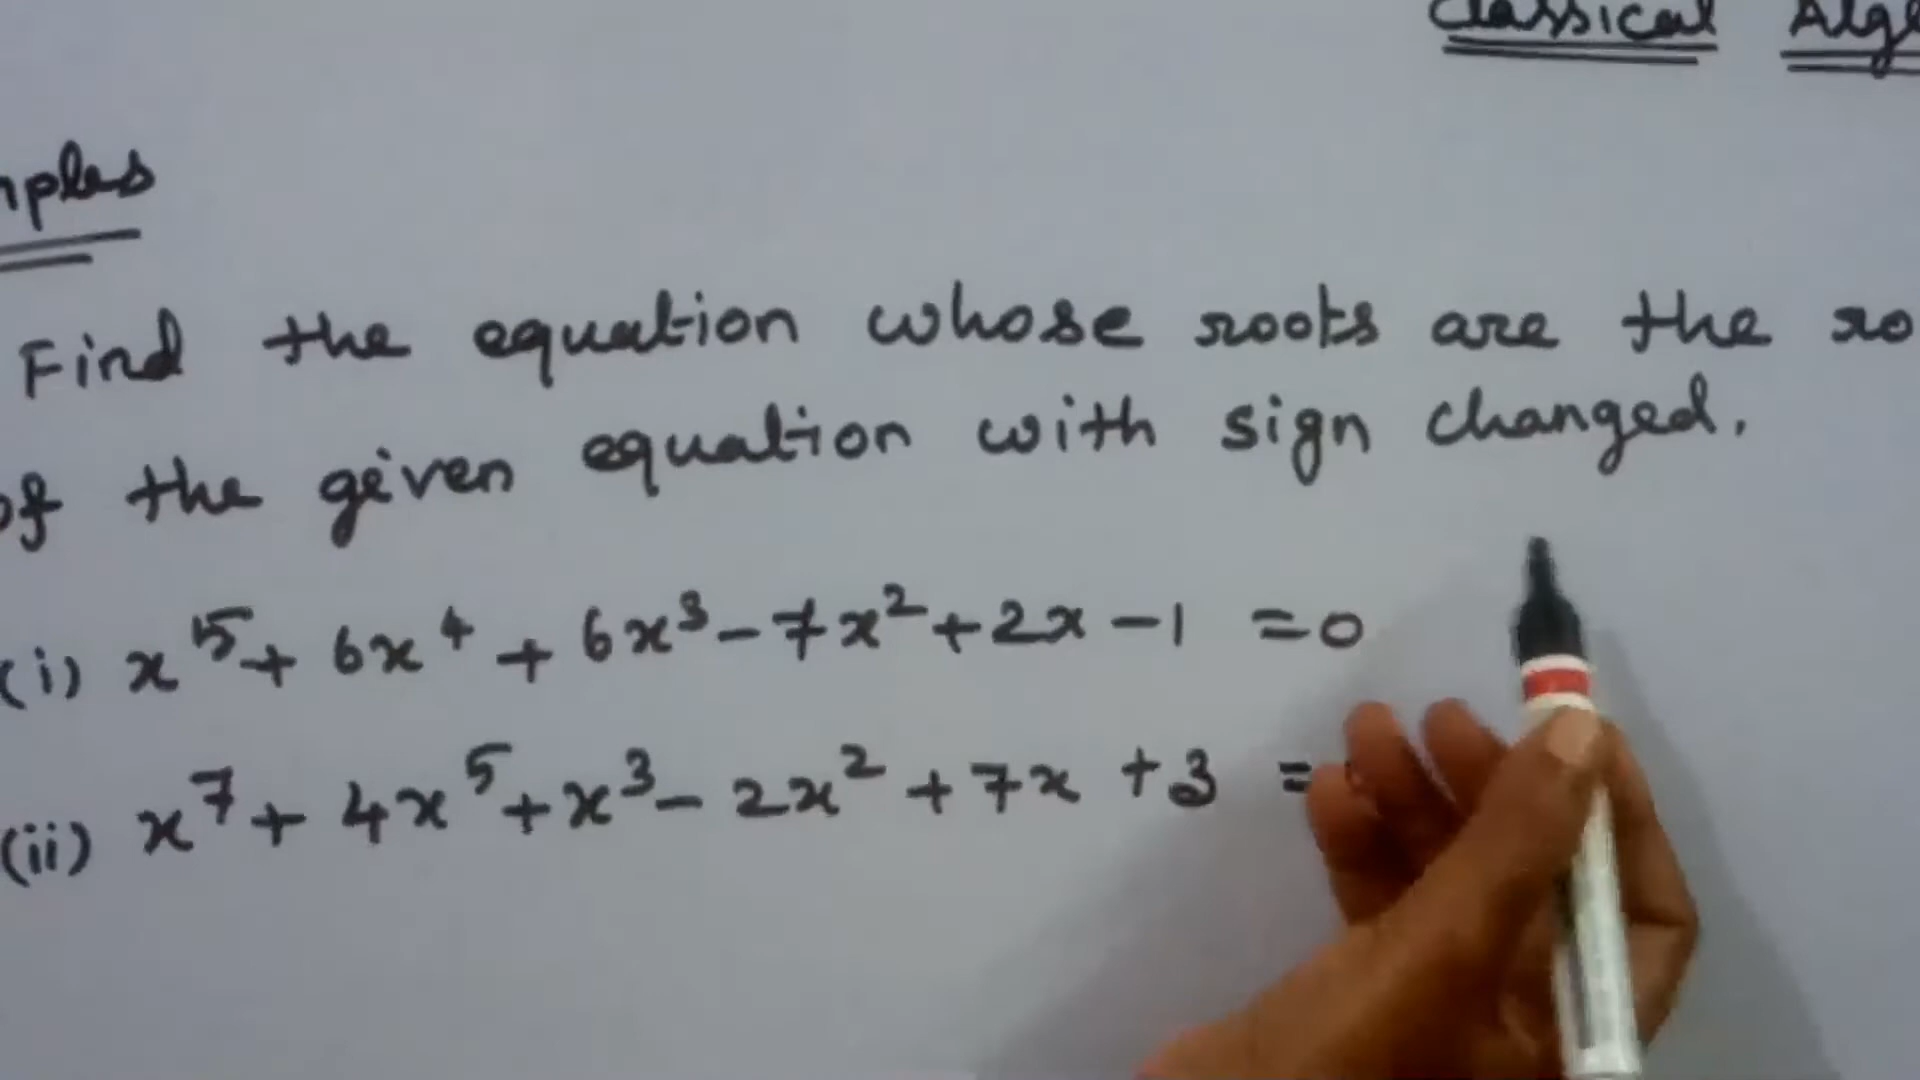 Classical Alge
mples
Find the equation whose roots are the ro
of the given equation with sign changed.
(i) x⁵ + 6x⁴ + 6x³ - 7x² + 2x - 1 = 0
(ii) x⁷ + 4x⁵ + x³ - 2x² + 7x + 3 =